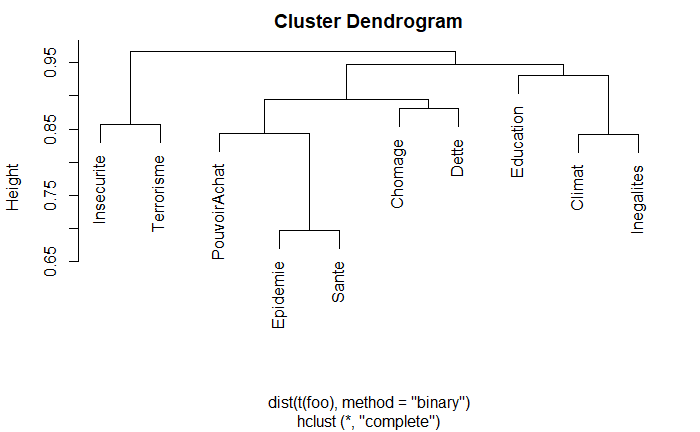 Cluster Dendrogram
Height
0.95
0.85
0.75
0.65
Insecurite
Terrorisme
PouvoirAchat
Epidemie
Sante
Chomage
Dette
Education
Climat
Inegalites
dist(t(foo), method = "binary")
hclust (*, "complete")